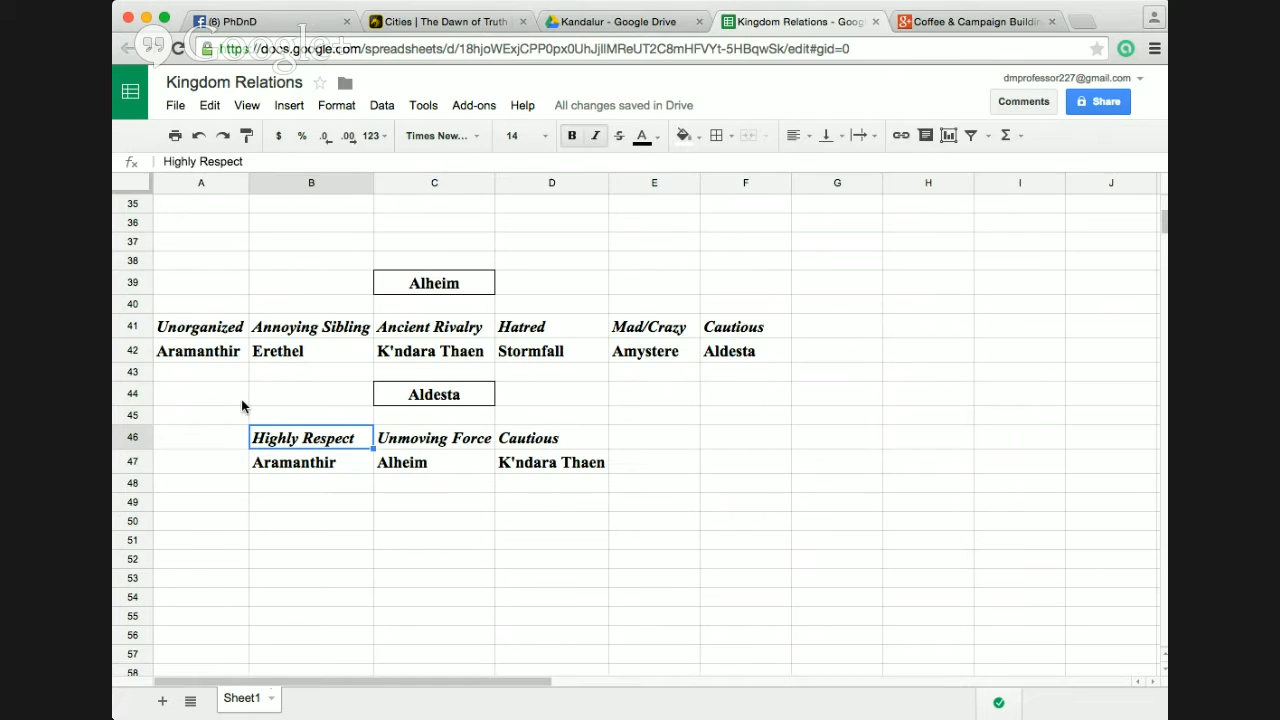 (6) PhDnD
Cities | The Dawn of Truth
Kandalur - Google Drive
Kingdom Relations - Goog
Coffee & Campaign Buildin
Google+
https://docs.google.com/spreadsheets/d/18hjoWExjCPP0px0UhJjIlMReUT2C8mHFVYt-5HBqwSk/edit#gid=0
Kingdom Relations
dmprofessor227@gmail.com
File Edit View Insert Format Data Tools Add-ons Help All changes saved in Drive
Comments Share
$ % .0 .00 123 Times New... 14 B I S A Σ
fx Highly Respect
A B C D E F G H I J
35
36
37
38
39 Alheim
40
41 Unorganized Annoying Sibling Ancient Rivalry Hatred Mad/Crazy Cautious
42 Aramanthir Erethel K'ndara Thaen Stormfall Amystere Aldesta
43
44 Aldesta
45
46 Highly Respect Unmoving Force Cautious
47 Aramanthir Alheim K'ndara Thaen
48
49
50
51
52
53
54
55
56
57
58
Sheet1